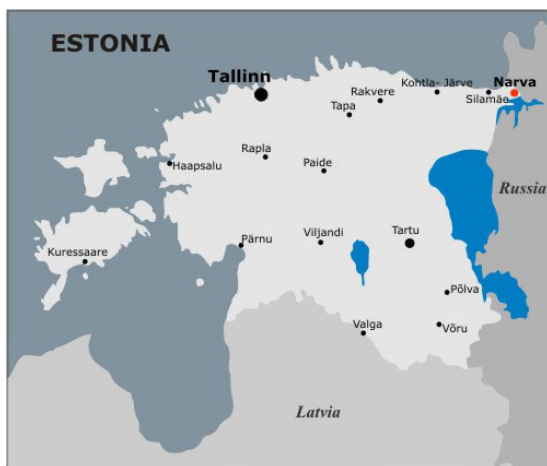 ESTONIA
Tallinn
Kohtla- Järve
Narva
Rakvere
Silamäe
Tapa
Rapla
Haapsalu
Paide
Russia
Kuressaare
Pärnu
Viljandi
Tartu
Põlva
Valga
Võru
Latvia